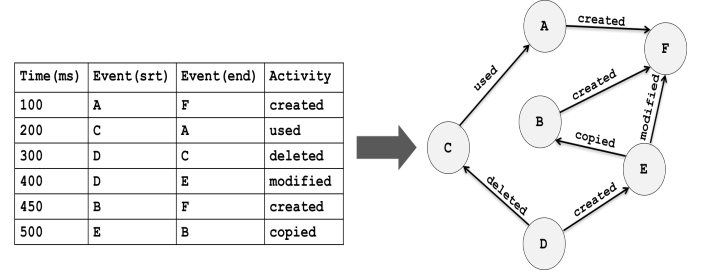 Time(ms) Event(srt) Event(end) Activity
100 A F created
200 C A used
300 D C deleted
400 D E modified
450 B F created
500 E B copied
A
created
F
used
created
modified
B
copied
C
E
deleted
created
D